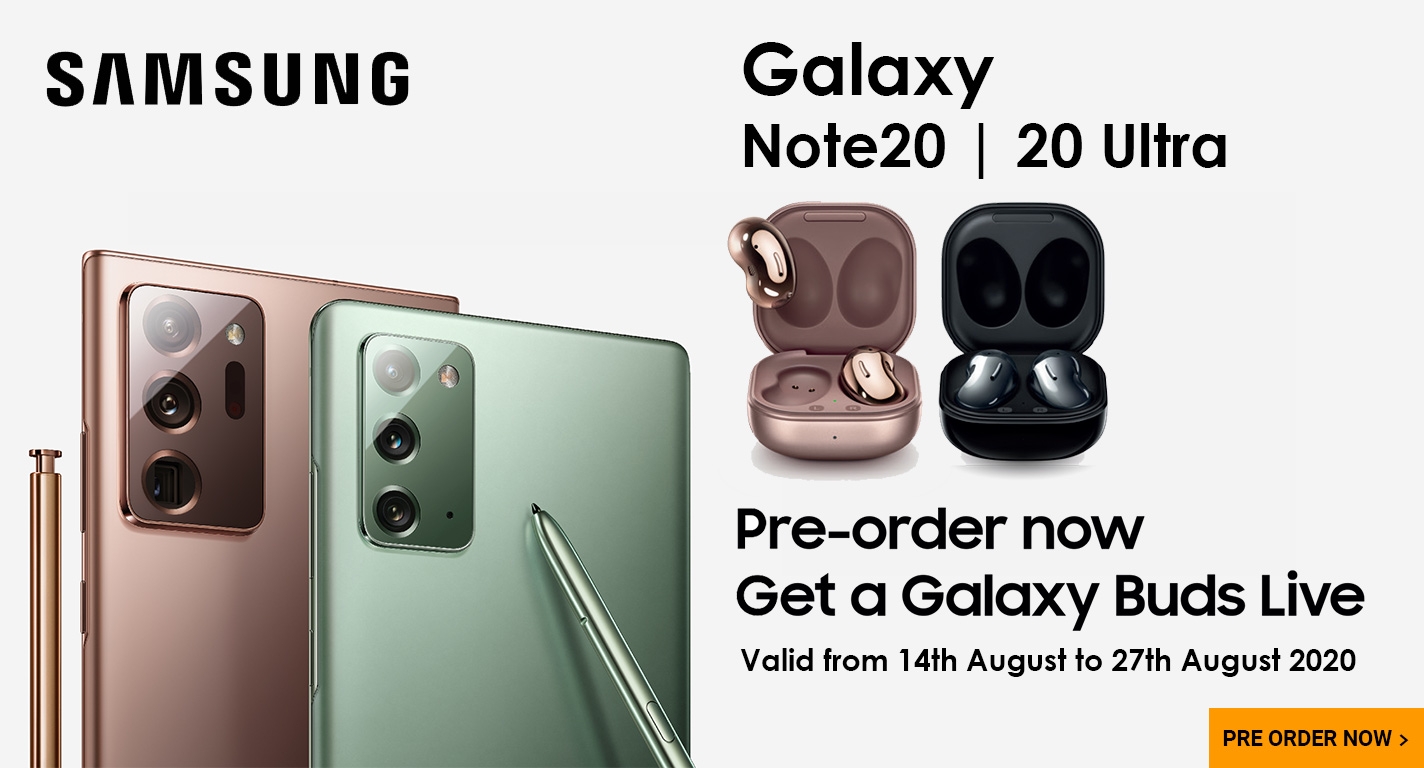 SAMSUNG
Galaxy
Note20 | 20 Ultra
Pre-order now
Get a Galaxy Buds Live
Valid from 14th August to 27th August 2020
PRE ORDER NOW >